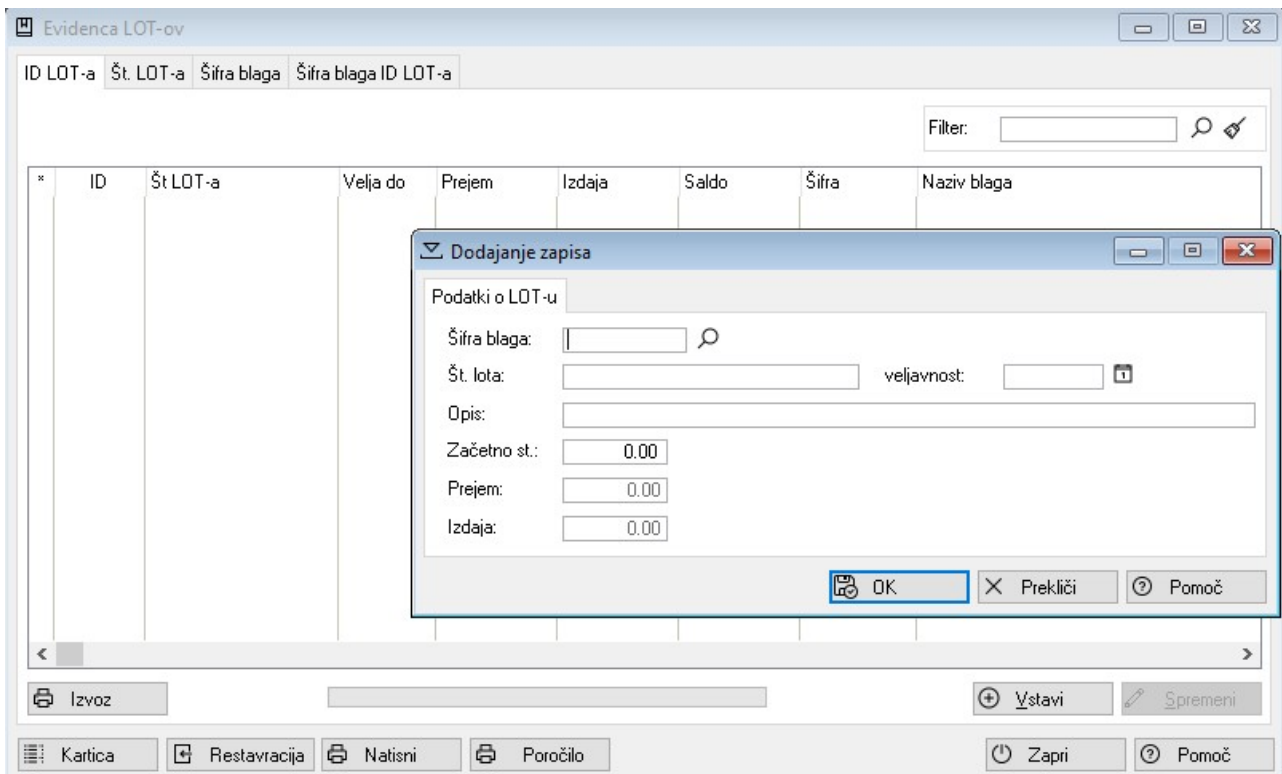 Evidenca LOT-ov
ID LOT-a Št. LOT-a Šifra blaga Šifra blaga ID LOT-a
Filter:
* ID Št LOT-a Velja do Prejem Izdaja Saldo Šifra Naziv blaga
Dodajanje zapisa
Podatki o LOT-u
Šifra blaga:
Št. lota: veljavnost: 1
Opis:
Začetno st.: 0.00
Prejem: 0.00
Izdaja: 0.00
OK Prekliči ? Pomoč
Izvoz Vstavi Spremeni
Kartica Restavracija Natisni Poročilo Zapri ? Pomoč